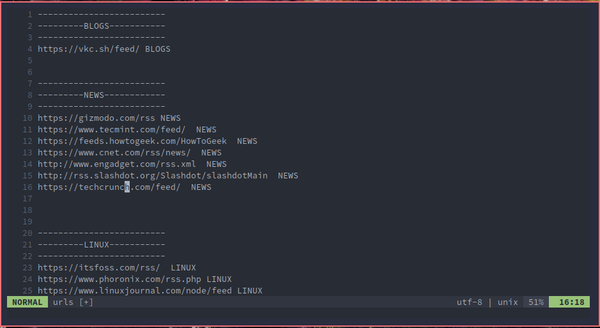 1 -------------------------
2 ---------BLOGS-----------
3 -------------------------
4 https://vkc.sh/feed/ BLOGS
5
6
7 -------------------------
8 ---------NEWS------------
9 -------------------------
10 https://gizmodo.com/rss NEWS
11 https://www.tecmint.com/feed/  NEWS
12 https://feeds.howtogeek.com/HowToGeek  NEWS
13 https://www.cnet.com/rss/news/  NEWS
14 http://www.engadget.com/rss.xml  NEWS
15 http://rss.slashdot.org/Slashdot/slashdotMain  NEWS
16 https://techcrunch.com/feed/  NEWS
17
18
19
20 -------------------------
21 ---------LINUX-----------
22 -------------------------
23 https://itsfoss.com/rss/  LINUX
24 https://www.phoronix.com/rss.php LINUX
25 https://www.linuxjournal.com/node/feed LINUX
NORMAL urls [+] utf-8 | unix 51% 16:18